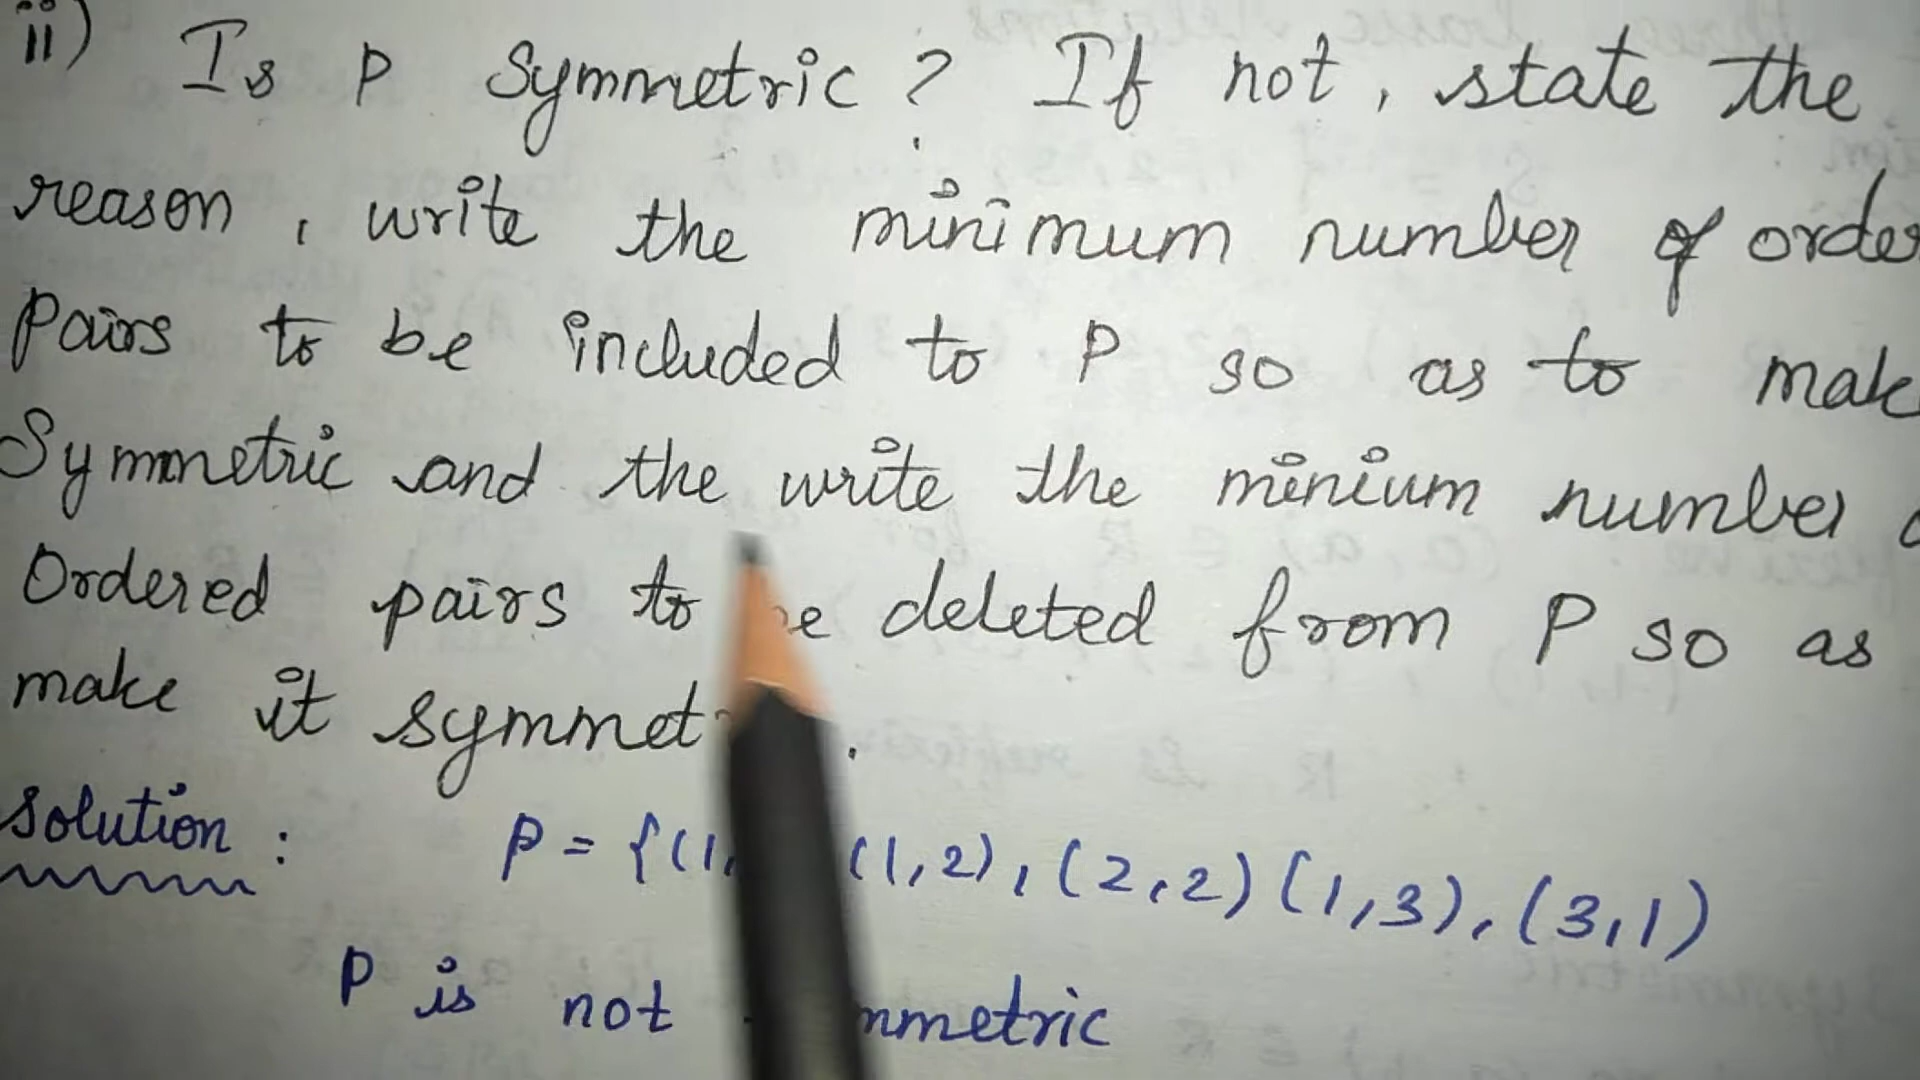 ii) Is P Symmetric ? If not, state the
reason, write the minimum number of order
Pairs to be included to P so as to make
Symmetric and the write the minium number
Ordered pairs to be deleted from P so as
make it symmet
Solution : P = {(1, (1,2), (2,2) (1,3), (3,1)
P is not mmetric